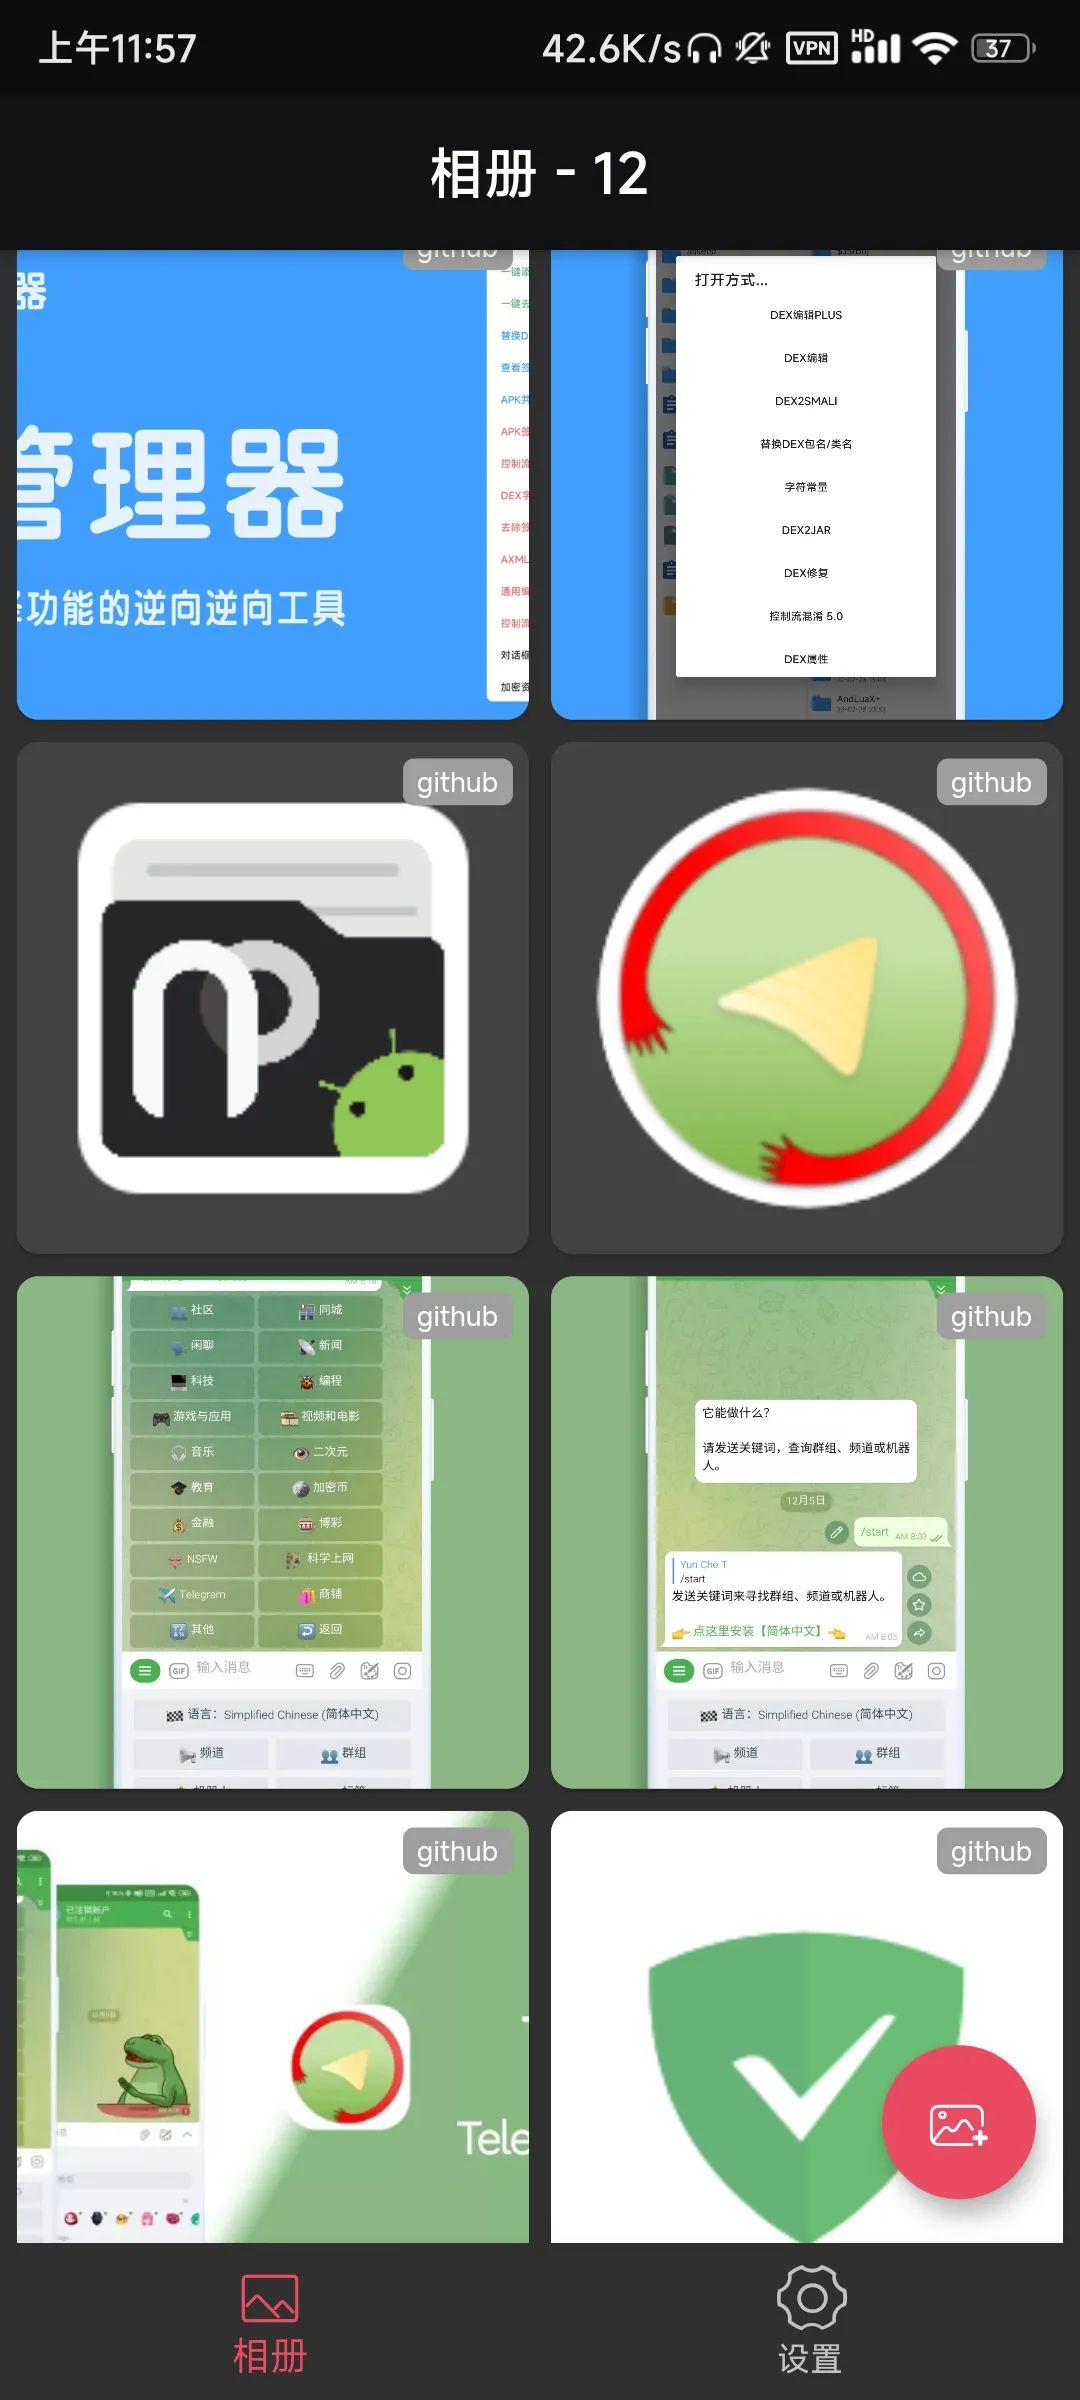 上午11:57
42.6K/s
VPN
HD
37
相册 - 12
github
器
管理器
功能的逆向逆向工具
一键
一键去
替换D
查看签
APK共
APK签
控制流
DEX字
去除签
AXML
通用编
控制流
对话框
加密资
github
打开方式...
DEX编辑PLUS
DEX编辑
DEX2SMALI
替换DEX包名/类名
字符常量
DEX2JAR
DEX修复
控制流混淆 5.0
DEX属性
AndLuaX+
github
github
github
社区
同城
闲聊
新闻
科技
编程
游戏与应用
视频和电影
音乐
二次元
教育
加密币
金融
博彩
NSFW
科学上网
Telegram
商铺
其他
返回
GIF
输入消息
语言：Simplified Chinese (简体中文)
频道
群组
github
它能做什么？
请发送关键词，查询群组、频道或机器
人。
12月5日
/start AM 8:03
Yun Che T
/start
发送关键词来寻找群组、频道或机器人。
点这里安装【简体中文】
AM 8:03
GIF
输入消息
语言：Simplified Chinese (简体中文)
频道
群组
github
已注销账户
Tele
github
相册
设置